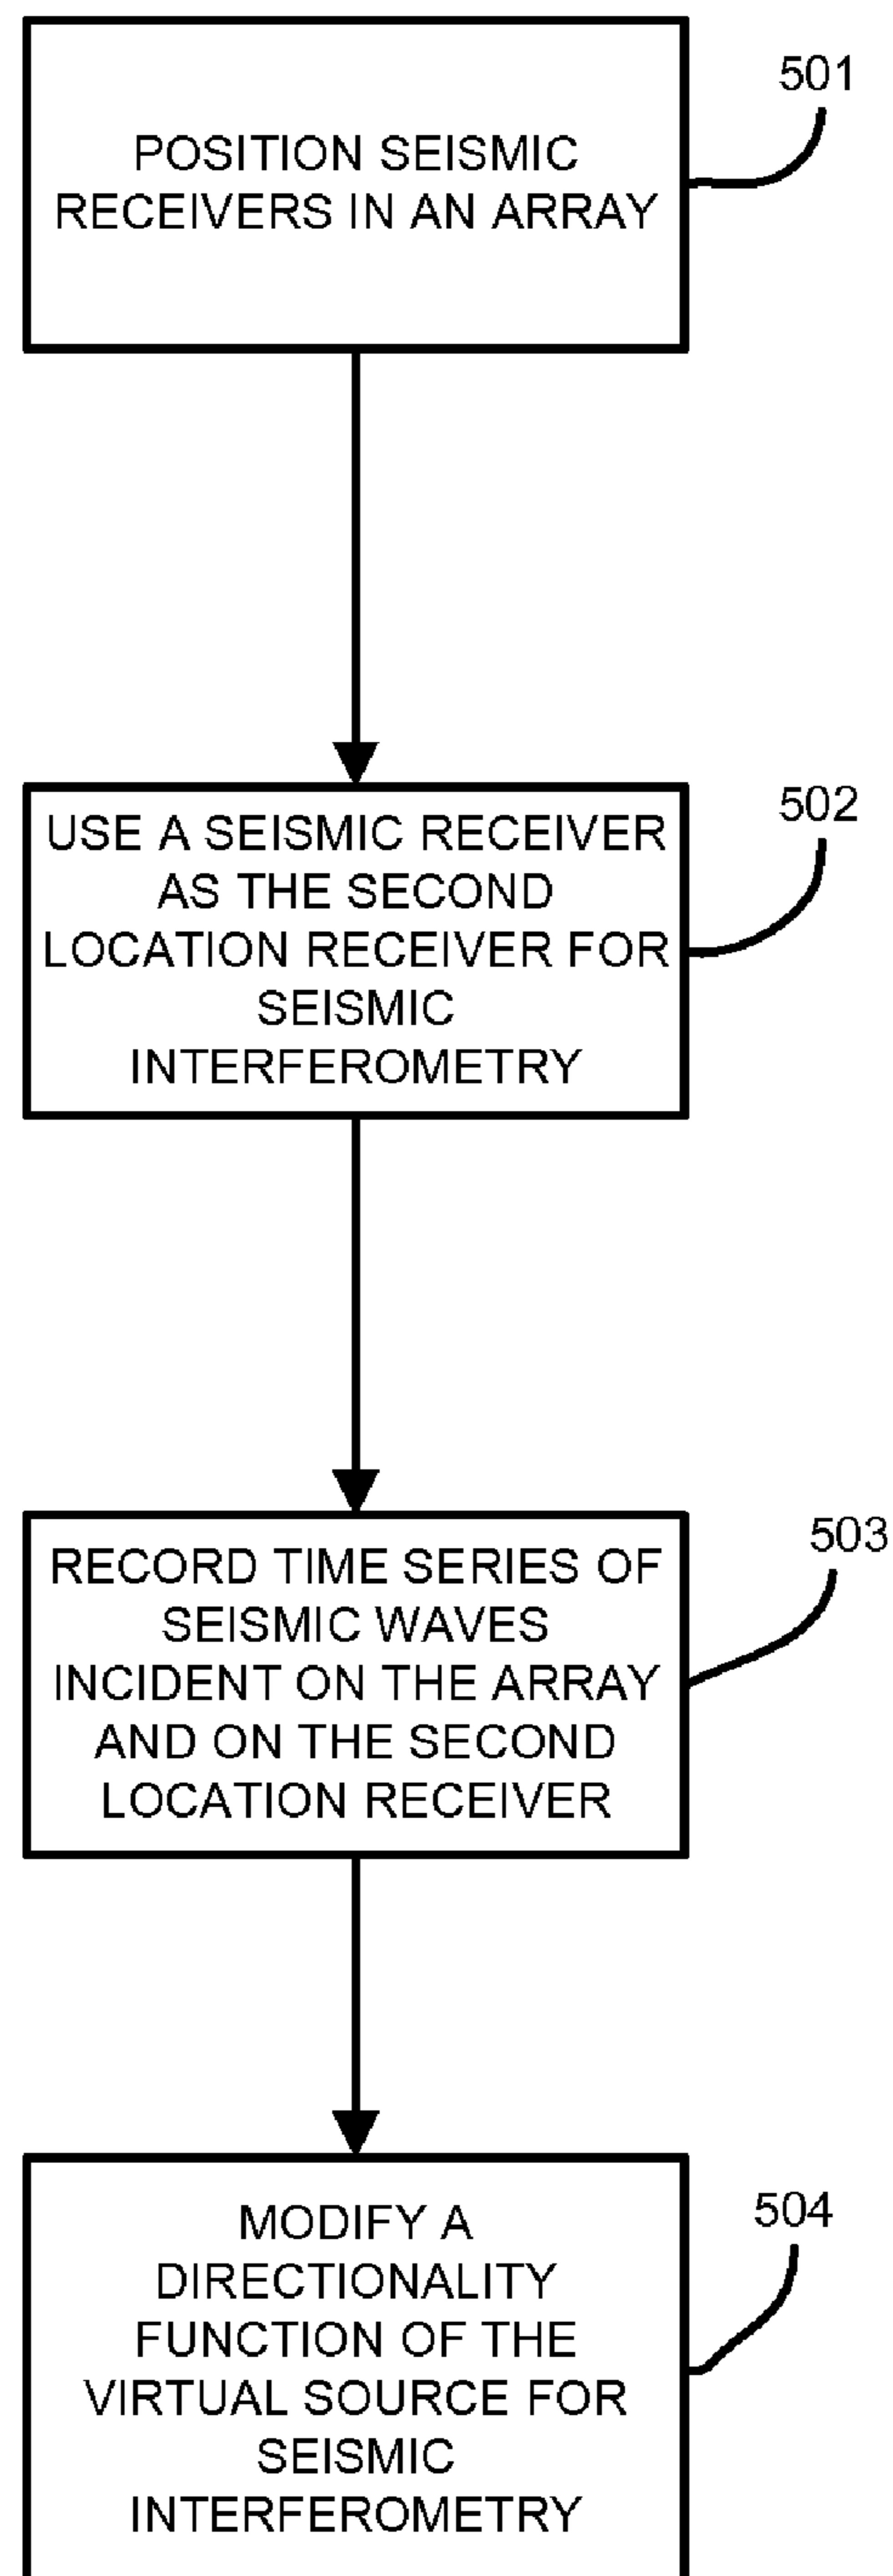 501
POSITION SEISMIC
RECEIVERS IN AN ARRAY
502
USE A SEISMIC RECEIVER
AS THE SECOND
LOCATION RECEIVER FOR
SEISMIC
INTERFEROMETRY
503
RECORD TIME SERIES OF
SEISMIC WAVES
INCIDENT ON THE ARRAY
AND ON THE SECOND
LOCATION RECEIVER
504
MODIFY A
DIRECTIONALITY
FUNCTION OF THE
VIRTUAL SOURCE FOR
SEISMIC
INTERFEROMETRY